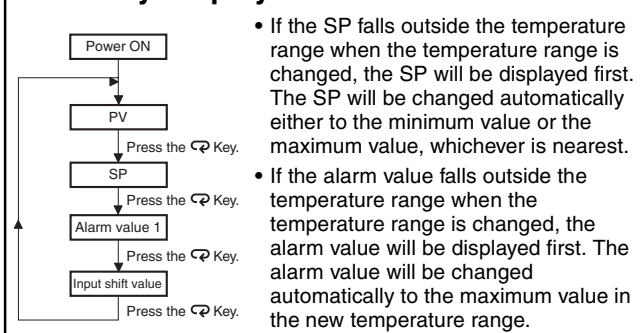 Power ON
PV
Press the Key.
SP
Press the Key.
Alarm value 1
Press the Key.
Input shift value
Press the Key.
• If the SP falls outside the temperature
range when the temperature range is
changed, the SP will be displayed first.
The SP will be changed automatically
either to the minimum value or the
maximum value, whichever is nearest.
• If the alarm value falls outside the
temperature range when the
temperature range is changed, the
alarm value will be displayed first. The
alarm value will be changed
automatically to the maximum value in
the new temperature range.